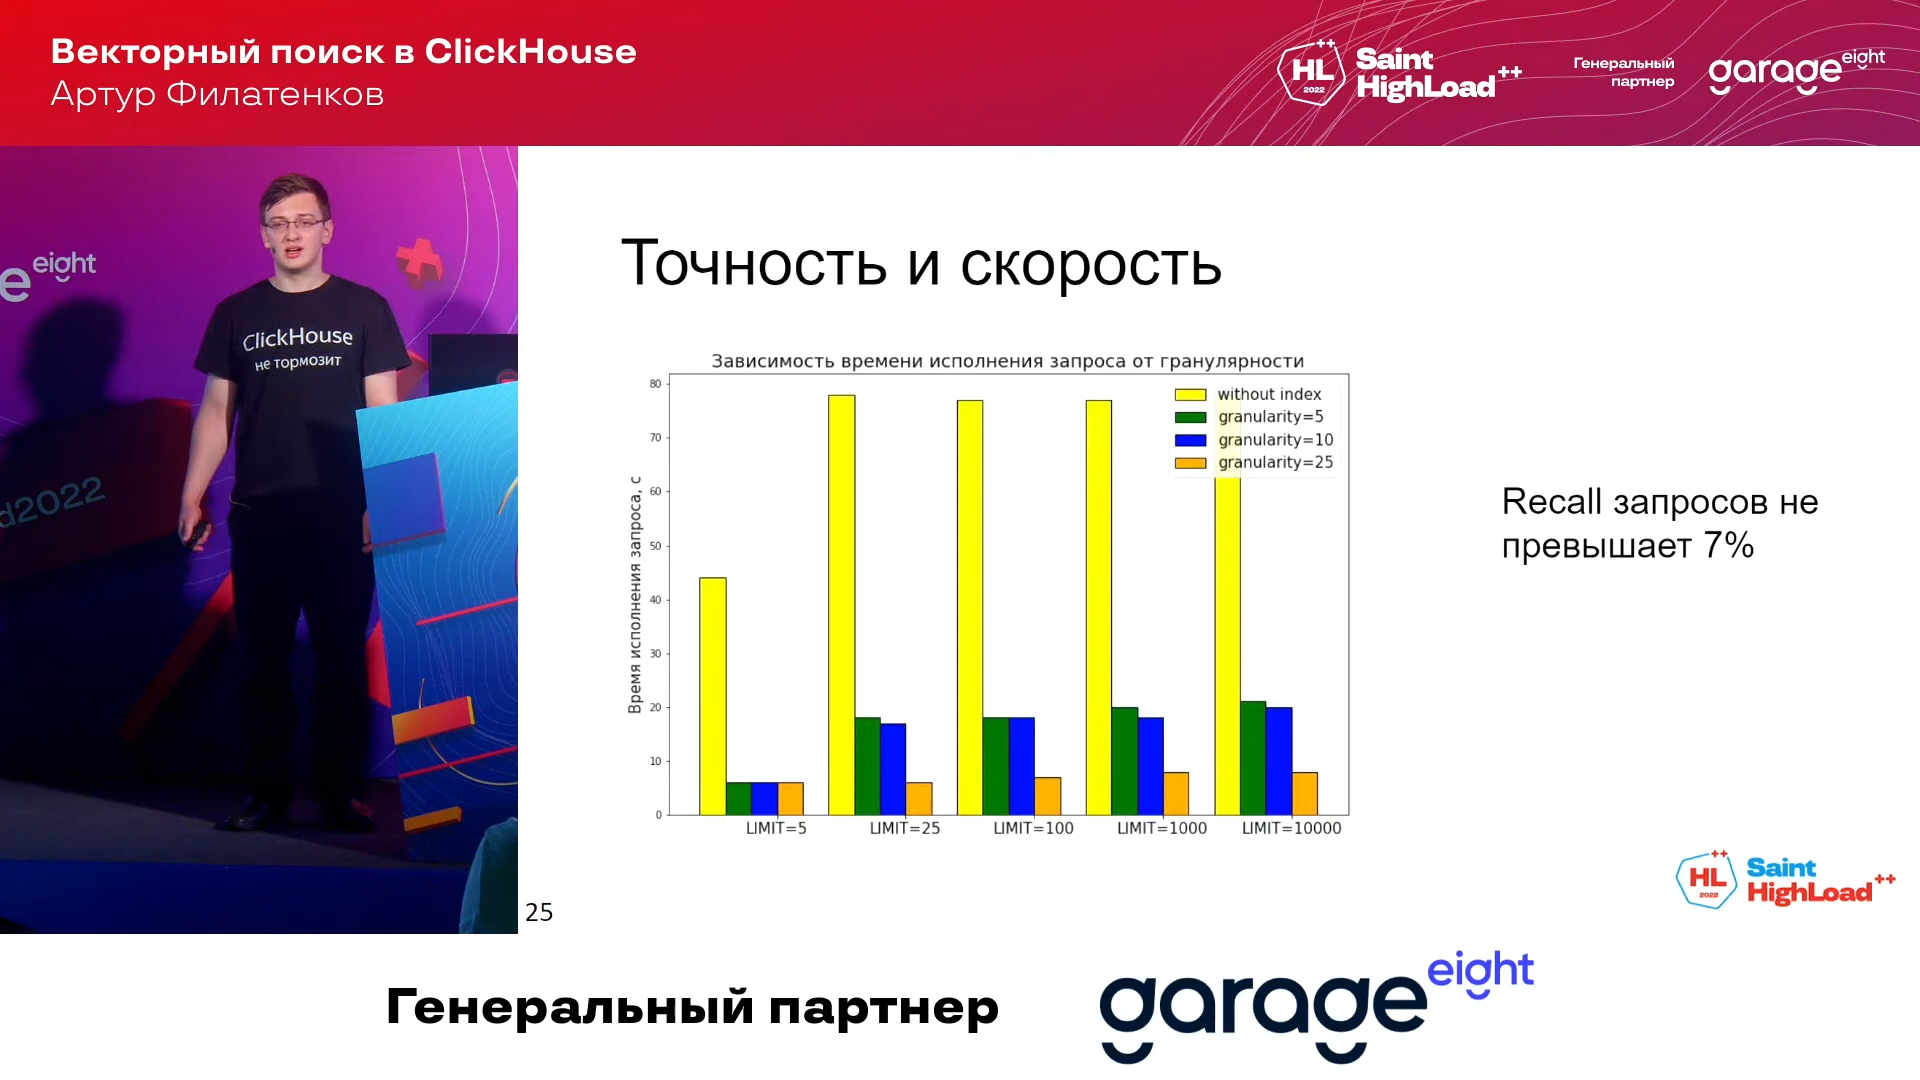 Векторный поиск в ClickHouse
Артур Филатенков
HL
2022
++
Saint
HighLoad++
Генеральный
партнер
garage eight
e eight
d2022
ClickHouse
не тормозит
Точность и скорость
Зависимость времени исполнения запроса от гранулярности
without index
granularity=5
granularity=10
granularity=25
Время исполнения запроса, с
80
70
60
50
40
30
20
10
0
LIMIT=5
LIMIT=25
LIMIT=100
LIMIT=1000
LIMIT=10000
Recall запросов не
превышает 7%
HL
2022
++
Saint
HighLoad++
25
Генеральный партнер
garage eight